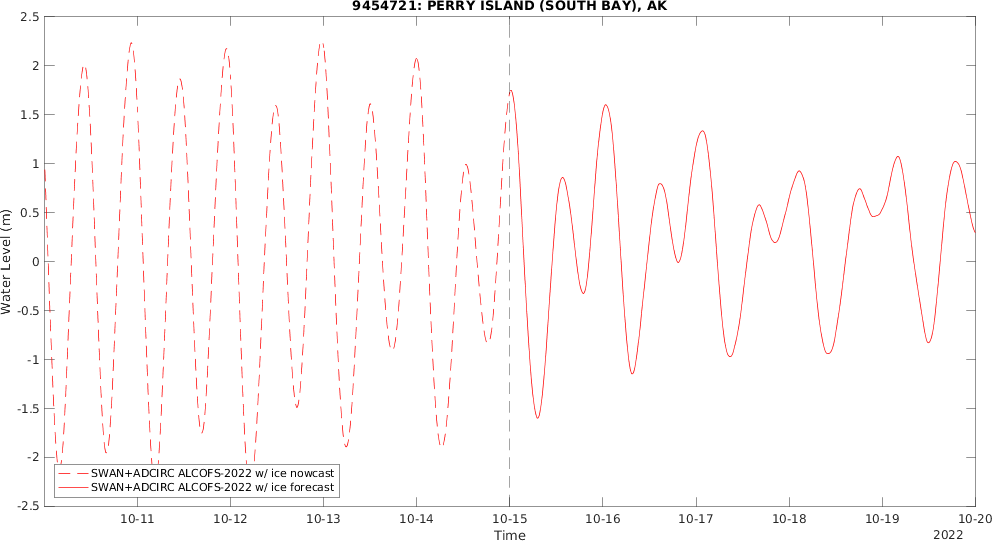 9454721: PERRY ISLAND (SOUTH BAY), AK
2.5
2
1.5
1
0.5
0
-0.5
-1
-1.5
-2
-2.5
Water Level (m)
SWAN+ADCIRC ALCOFS-2022 w/ ice nowcast
SWAN+ADCIRC ALCOFS-2022 w/ ice forecast
10-11 10-12 10-13 10-14 10-15 10-16 10-17 10-18 10-19 10-20
Time
2022